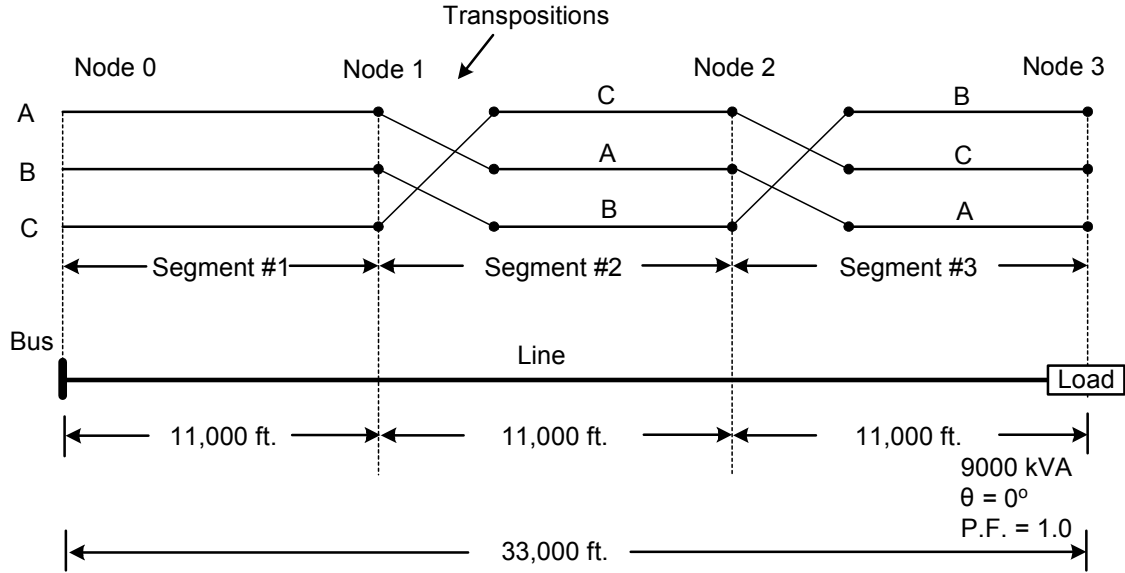 Transpositions
Node 0 Node 1 Node 2 Node 3
A C B
B A C
C B A
Segment #1 Segment #2 Segment #3
Bus Line
Load
11,000 ft. 11,000 ft. 11,000 ft.
9000 kVA
θ = 0º
P.F. = 1.0
33,000 ft.